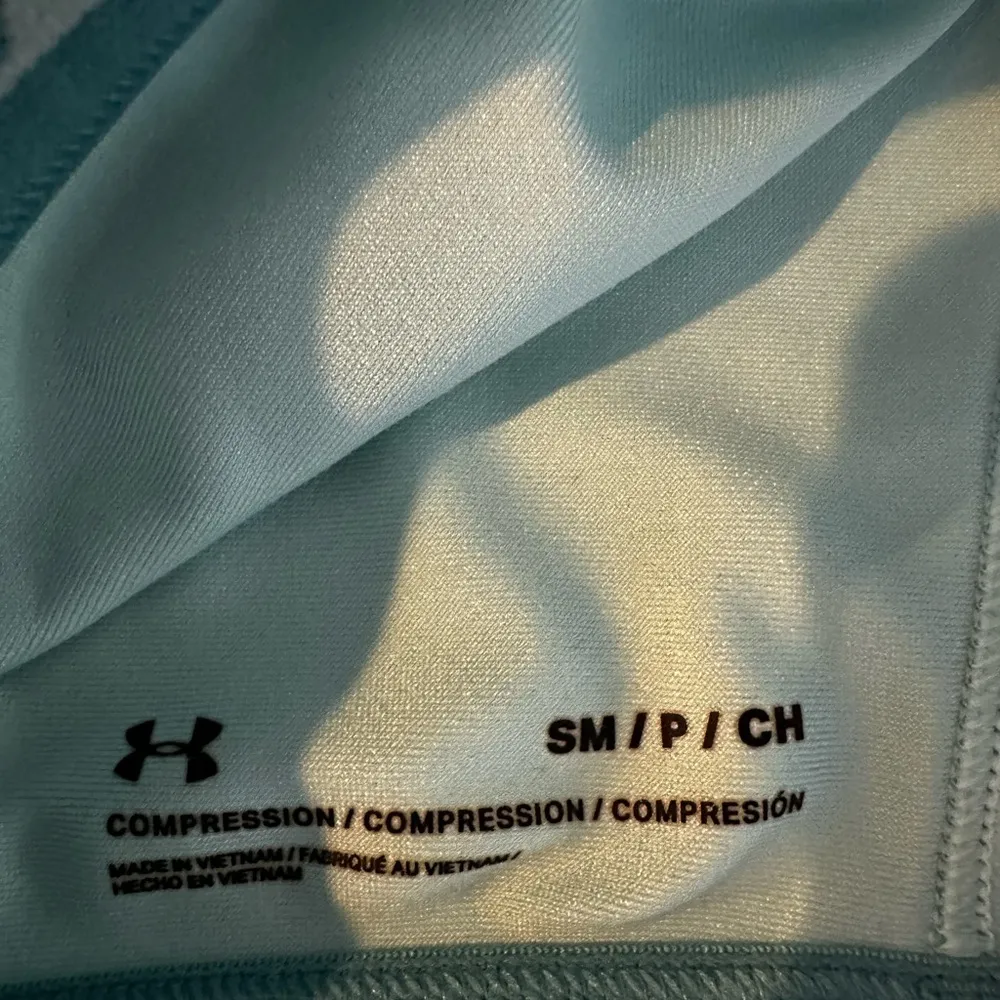 SM / P / CH
COMPRESSION / COMPRESSION / COMPRESIÓN
MADE IN VIETNAM / FABRIQUÉ AU VIETNAM /
HECHO EN VIETNAM